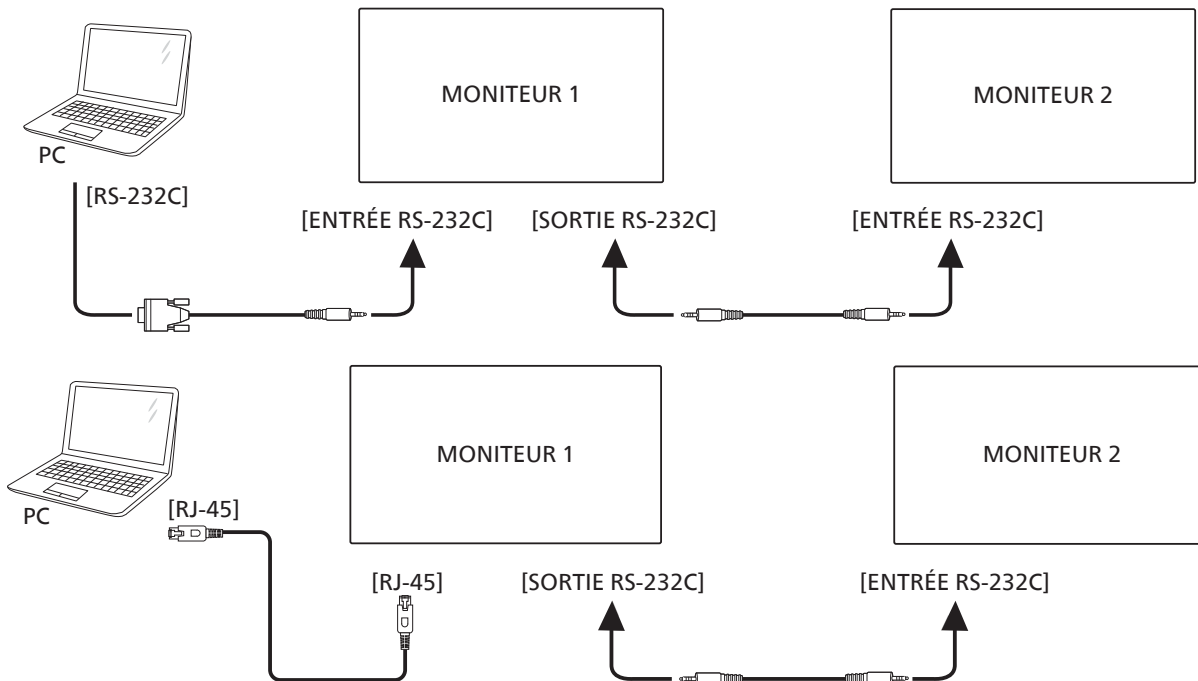 MONITEUR 1
MONITEUR 2
PC
[RS-232C]
[ENTRÉE RS-232C]
[SORTIE RS-232C]
[ENTRÉE RS-232C]
MONITEUR 1
MONITEUR 2
PC
[RJ-45]
[RJ-45]
[SORTIE RS-232C]
[ENTRÉE RS-232C]